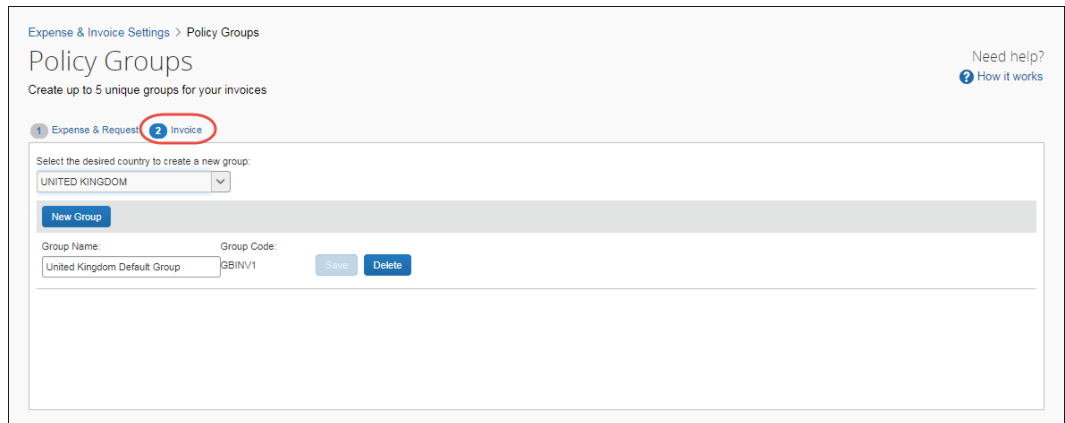 Expense & Invoice Settings > Policy Groups
Policy Groups
Need help?
? How it works
Create up to 5 unique groups for your invoices
1 Expense & Request 2 Invoice
Select the desired country to create a new group:
UNITED KINGDOM
New Group
Group Name: Group Code:
United Kingdom Default Group GBINV1 Save Delete